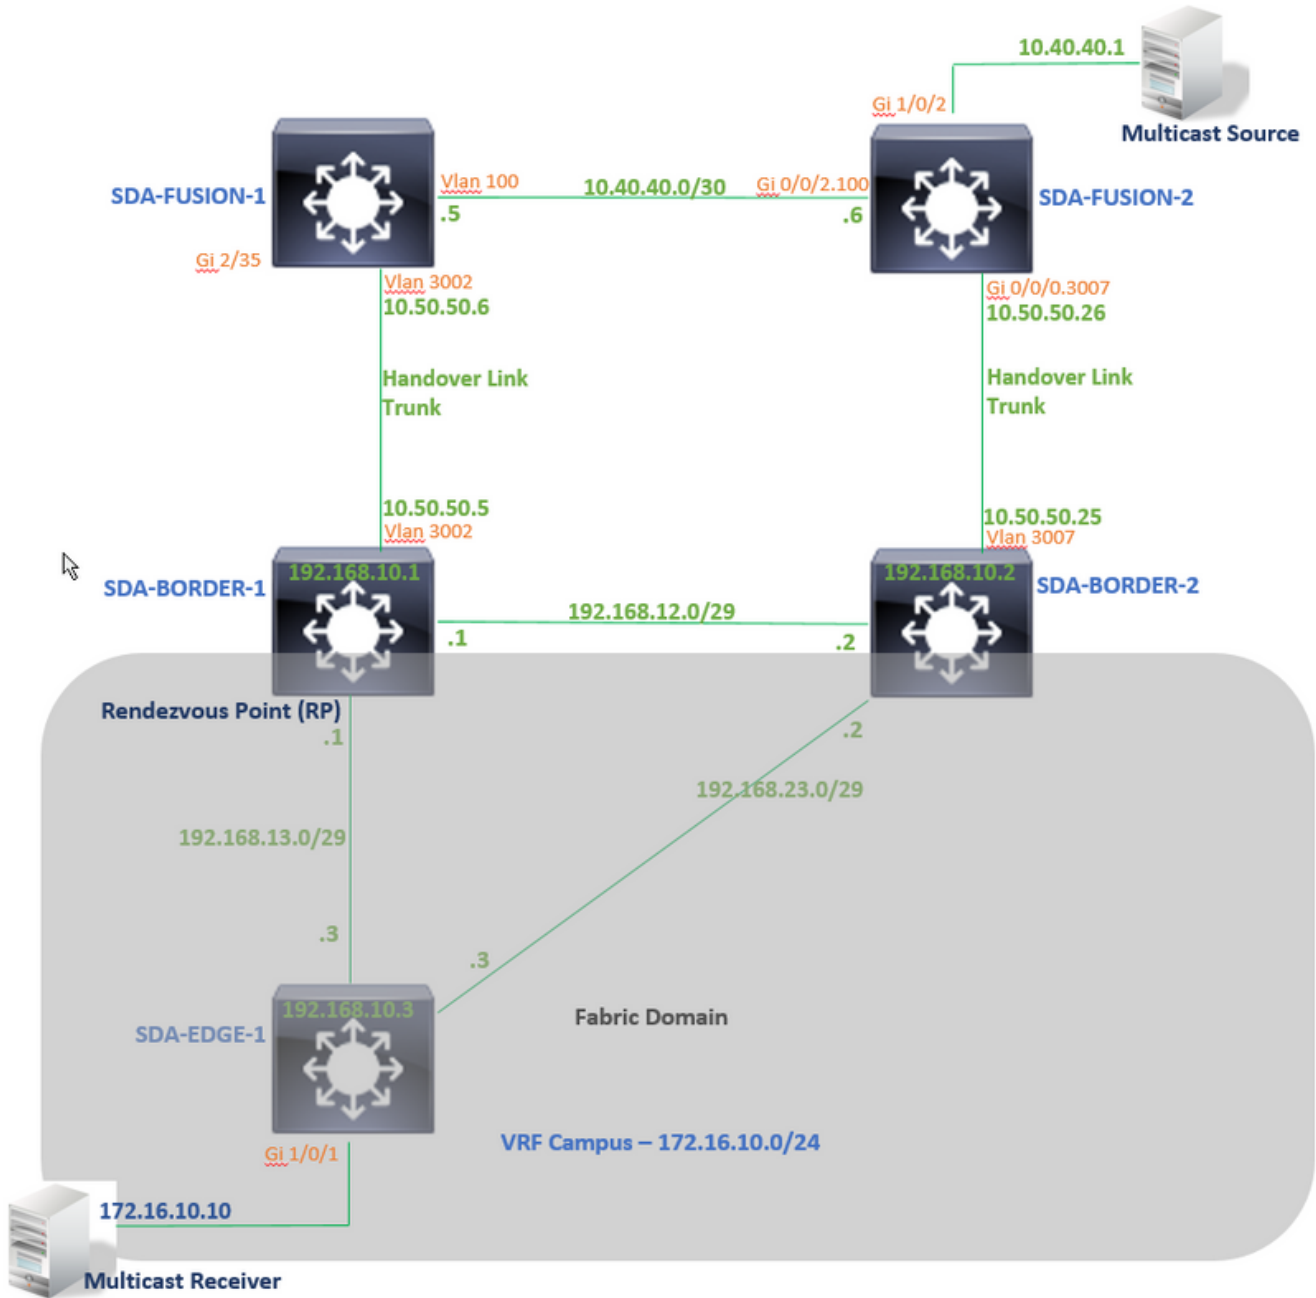 10.40.40.1
Gi 1/0/2
Multicast Source
SDA-FUSION-1
Vlan 100
10.40.40.0/30
Gi 0/0/2.100
SDA-FUSION-2
.5
.6
Gi 2/35
Vlan 3002
10.50.50.6
Gi 0/0/0.3007
10.50.50.26
Handover Link
Trunk
Handover Link
Trunk
10.50.50.5
Vlan 3002
10.50.50.25
Vlan 3007
SDA-BORDER-1
192.168.10.1
192.168.10.2
SDA-BORDER-2
192.168.12.0/29
.1
.2
Rendezvous Point (RP)
.1
.2
192.168.23.0/29
192.168.13.0/29
.3
.3
192.168.10.3
SDA-EDGE-1
Fabric Domain
VRF Campus – 172.16.10.0/24
Gi 1/0/1
172.16.10.10
Multicast Receiver